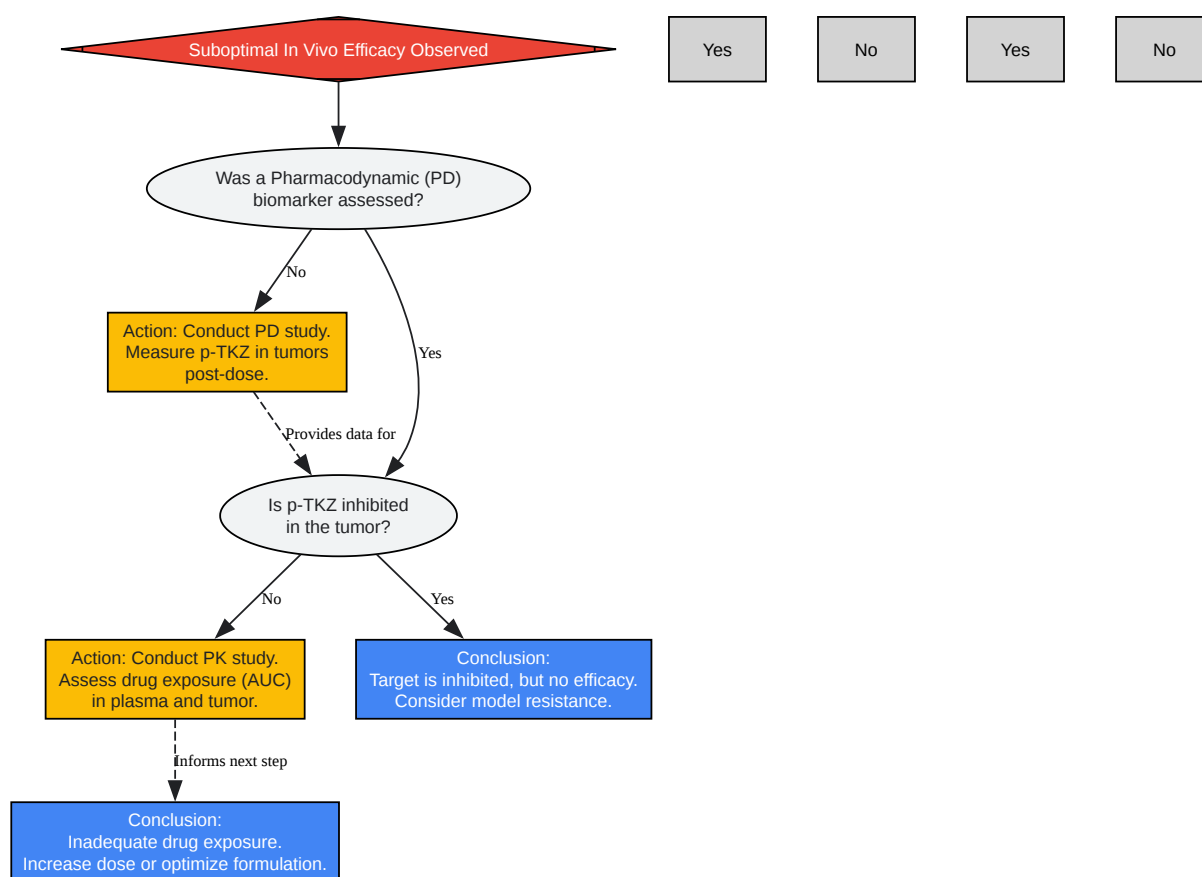 Suboptimal In Vivo Efficacy Observed
Yes
No
Yes
No
Was a Pharmacodynamic (PD)
biomarker assessed?
No
Action: Conduct PD study.
Measure p-TKZ in tumors
post-dose.
Yes
Provides data for
Is p-TKZ inhibited
in the tumor?
No
Yes
Action: Conduct PK study.
Assess drug exposure (AUC)
in plasma and tumor.
Conclusion:
Target is inhibited, but no efficacy.
Consider model resistance.
Informs next step
Conclusion:
Inadequate drug exposure.
Increase dose or optimize formulation.